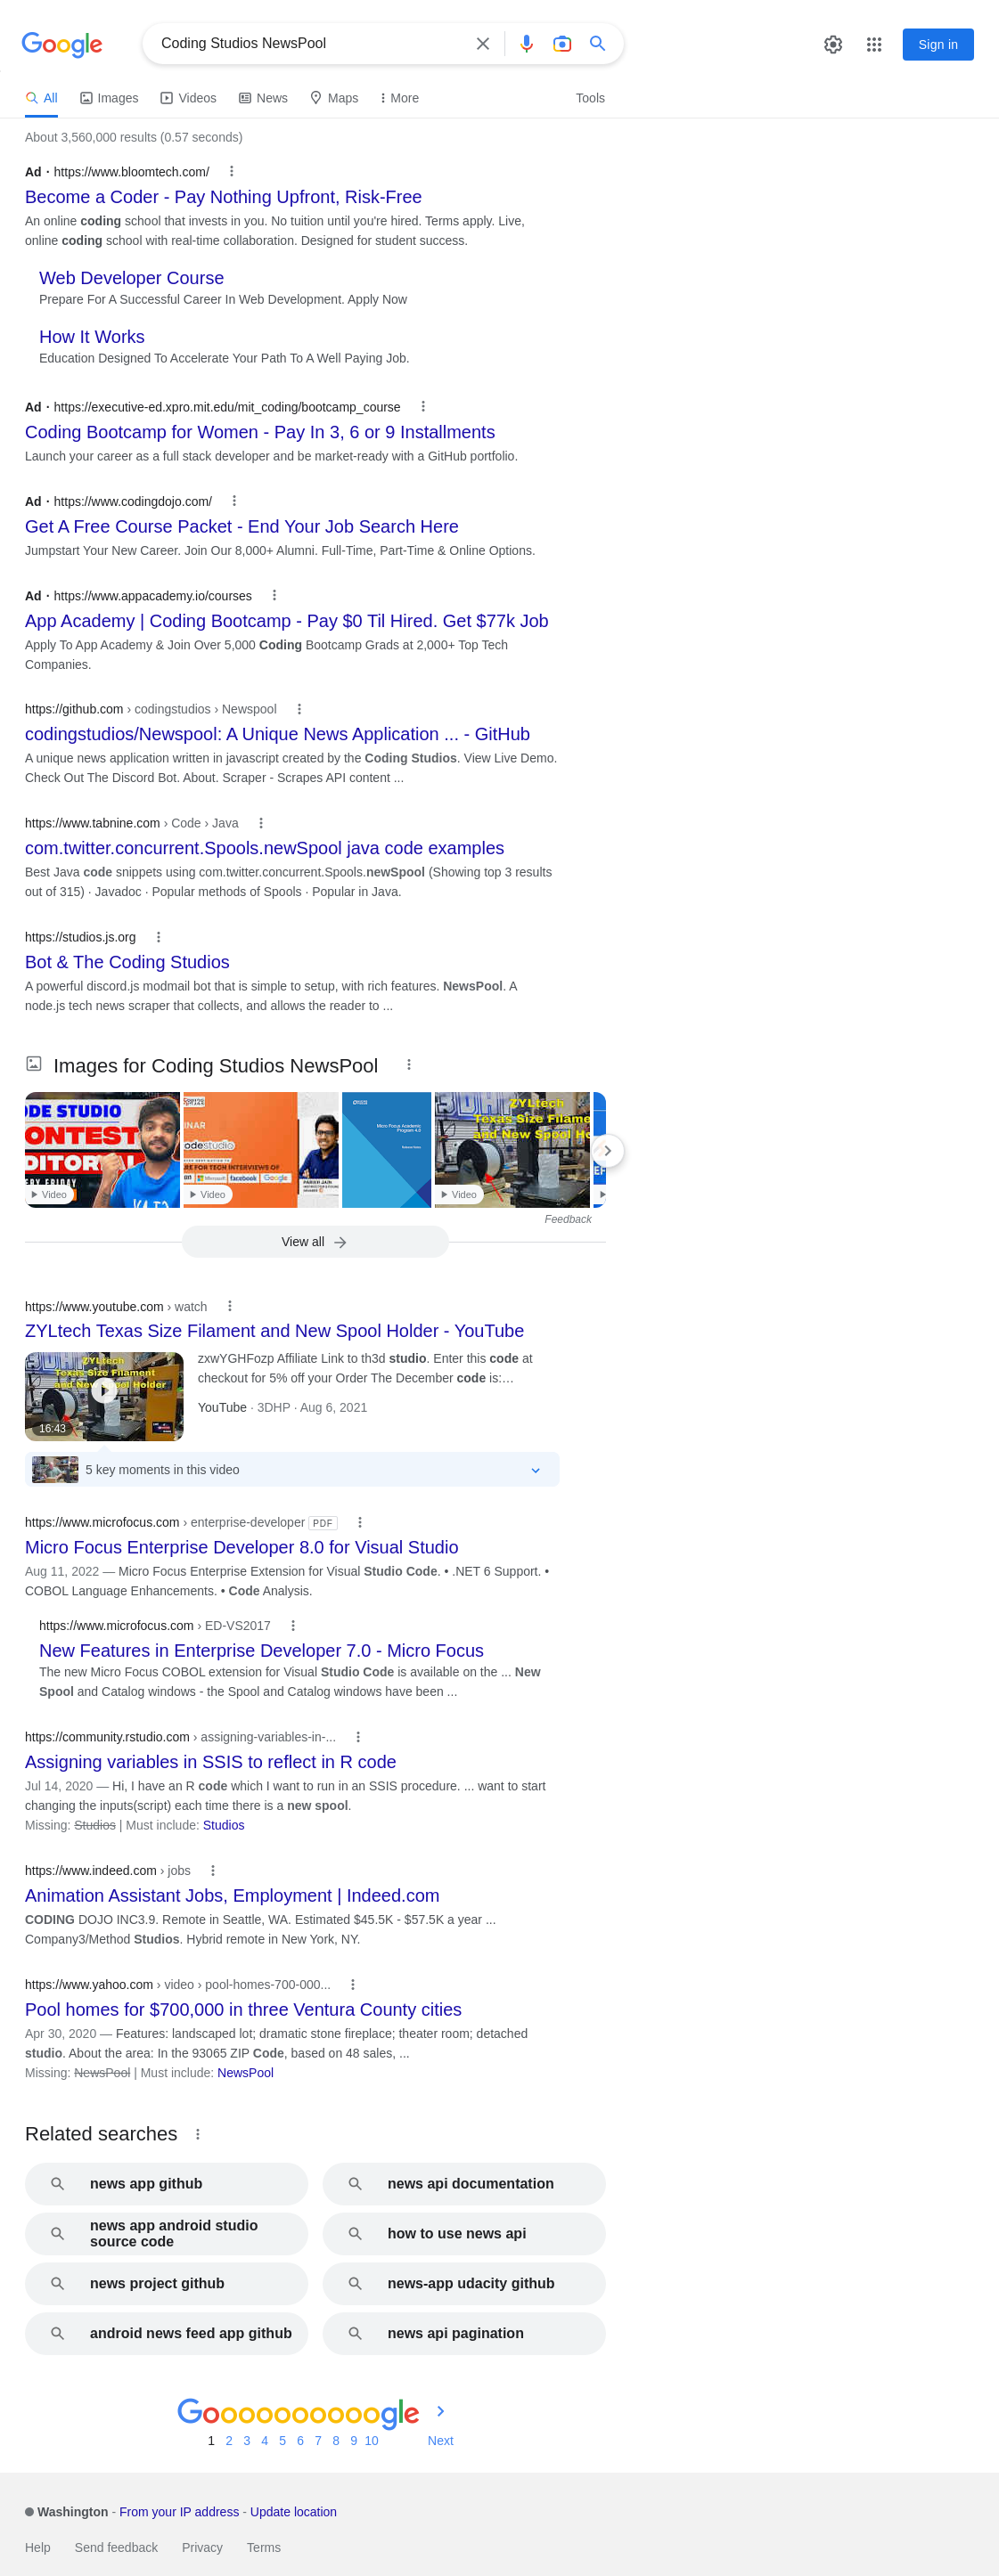 Google
Coding Studios NewsPool
Sign in
All
Images
Videos
News
Maps
More
Tools
About 3,560,000 results (0.57 seconds)
Ad · https://www.bloomtech.com/
Become a Coder - Pay Nothing Upfront, Risk-Free
An online coding school that invests in you. No tuition until you're hired. Terms apply. Live,
online coding school with real-time collaboration. Designed for student success.
Web Developer Course
Prepare For A Successful Career In Web Development. Apply Now
How It Works
Education Designed To Accelerate Your Path To A Well Paying Job.
Ad · https://executive-ed.xpro.mit.edu/mit_coding/bootcamp_course
Coding Bootcamp for Women - Pay In 3, 6 or 9 Installments
Launch your career as a full stack developer and be market-ready with a GitHub portfolio.
Ad · https://www.codingdojo.com/
Get A Free Course Packet - End Your Job Search Here
Jumpstart Your New Career. Join Our 8,000+ Alumni. Full-Time, Part-Time & Online Options.
Ad · https://www.appacademy.io/courses
App Academy | Coding Bootcamp - Pay $0 Til Hired. Get $77k Job
Apply To App Academy & Join Over 5,000 Coding Bootcamp Grads at 2,000+ Top Tech
Companies.
https://github.com › codingstudios › Newspool
codingstudios/Newspool: A Unique News Application ... - GitHub
A unique news application written in javascript created by the Coding Studios. View Live Demo.
Check Out The Discord Bot. About. Scraper - Scrapes API content ...
https://www.tabnine.com › Code › Java
com.twitter.concurrent.Spools.newSpool java code examples
Best Java code snippets using com.twitter.concurrent.Spools.newSpool (Showing top 3 results
out of 315) · Javadoc · Popular methods of Spools · Popular in Java.
https://studios.js.org
Bot & The Coding Studios
A powerful discord.js modmail bot that is simple to setup, with rich features. NewsPool. A
node.js tech news scraper that collects, and allows the reader to ...
Images for Coding Studios NewsPool
ODE STUDIO
ONTEST
DITORIAL
ERY FRIDAY
Video
INAR
codestudio
RE FOR TECH INTERVIEWS OF
Microsoft facebook Google
PARAM JAIN
Video
Micro Focus Academic
Program 4.0
ZYLtech
Texas Size Filame
and New Spool Ho
Video
Feedback
View all
https://www.youtube.com › watch
ZYLtech Texas Size Filament and New Spool Holder - YouTube
ZYLtech
Texas Size Filament
and New Spool Holder
16:43
zxwYGHFozp Affiliate Link to th3d studio. Enter this code at
checkout for 5% off your Order The December code is:…
YouTube · 3DHP · Aug 6, 2021
5 key moments in this video
https://www.microfocus.com › enterprise-developer PDF
Micro Focus Enterprise Developer 8.0 for Visual Studio
Aug 11, 2022 — Micro Focus Enterprise Extension for Visual Studio Code. • .NET 6 Support. •
COBOL Language Enhancements. • Code Analysis.
https://www.microfocus.com › ED-VS2017
New Features in Enterprise Developer 7.0 - Micro Focus
The new Micro Focus COBOL extension for Visual Studio Code is available on the ... New
Spool and Catalog windows - the Spool and Catalog windows have been ...
https://community.rstudio.com › assigning-variables-in-...
Assigning variables in SSIS to reflect in R code
Jul 14, 2020 — Hi, I have an R code which I want to run in an SSIS procedure. ... want to start
changing the inputs(script) each time there is a new spool.
Missing: Studios | Must include: Studios
https://www.indeed.com › jobs
Animation Assistant Jobs, Employment | Indeed.com
CODING DOJO INC3.9. Remote in Seattle, WA. Estimated $45.5K - $57.5K a year ...
Company3/Method Studios. Hybrid remote in New York, NY.
https://www.yahoo.com › video › pool-homes-700-000...
Pool homes for $700,000 in three Ventura County cities
Apr 30, 2020 — Features: landscaped lot; dramatic stone fireplace; theater room; detached
studio. About the area: In the 93065 ZIP Code, based on 48 sales, ...
Missing: NewsPool | Must include: NewsPool
Related searches
news app github
news api documentation
news app android studio
source code
how to use news api
news project github
news-app udacity github
android news feed app github
news api pagination
Goooooooooogle
1 2 3 4 5 6 7 8 9 10 Next
Washington - From your IP address - Update location
Help
Send feedback
Privacy
Terms